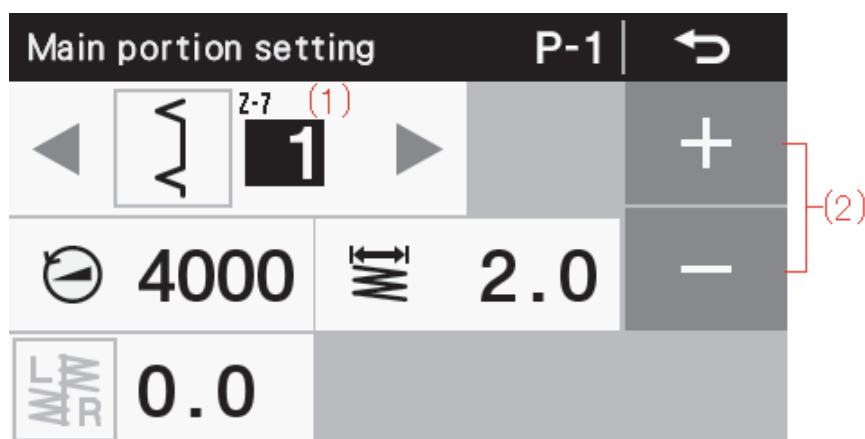 Main portion setting P-1
Z-7 (1)
1
+
4000 2.0
(2)
−
L R 0.0